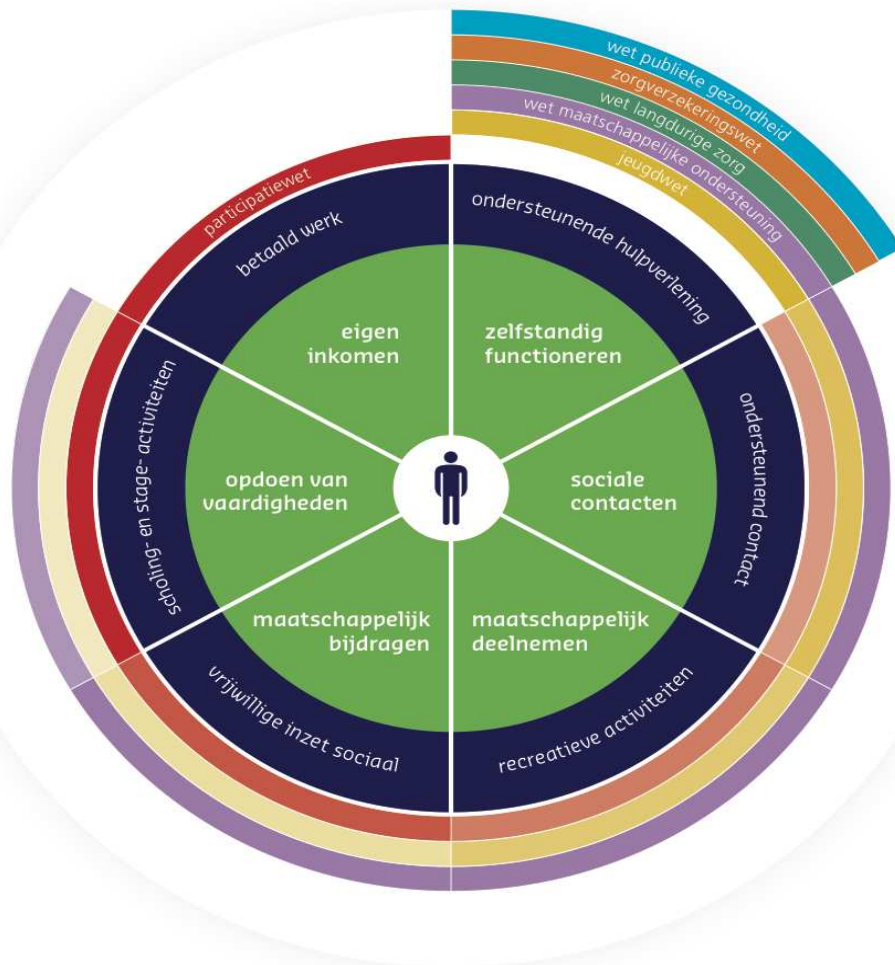 wet publieke gezondheid
zorgverzekeringswet
wet langdurige zorg
wet maatschappelijke ondersteuning
jeugdwet
participatiewet
betaald werk
ondersteunende hulpverlening
eigen
inkomen
zelfstandig
functioneren
scholing- en stage- activiteiten
opdoen van
vaardigheden
sociale
contacten
ondersteunend contact
maatschappelijk
bijdragen
maatschappelijk
deelnemen
vrijwillige inzet sociaal
recreatieve activiteiten